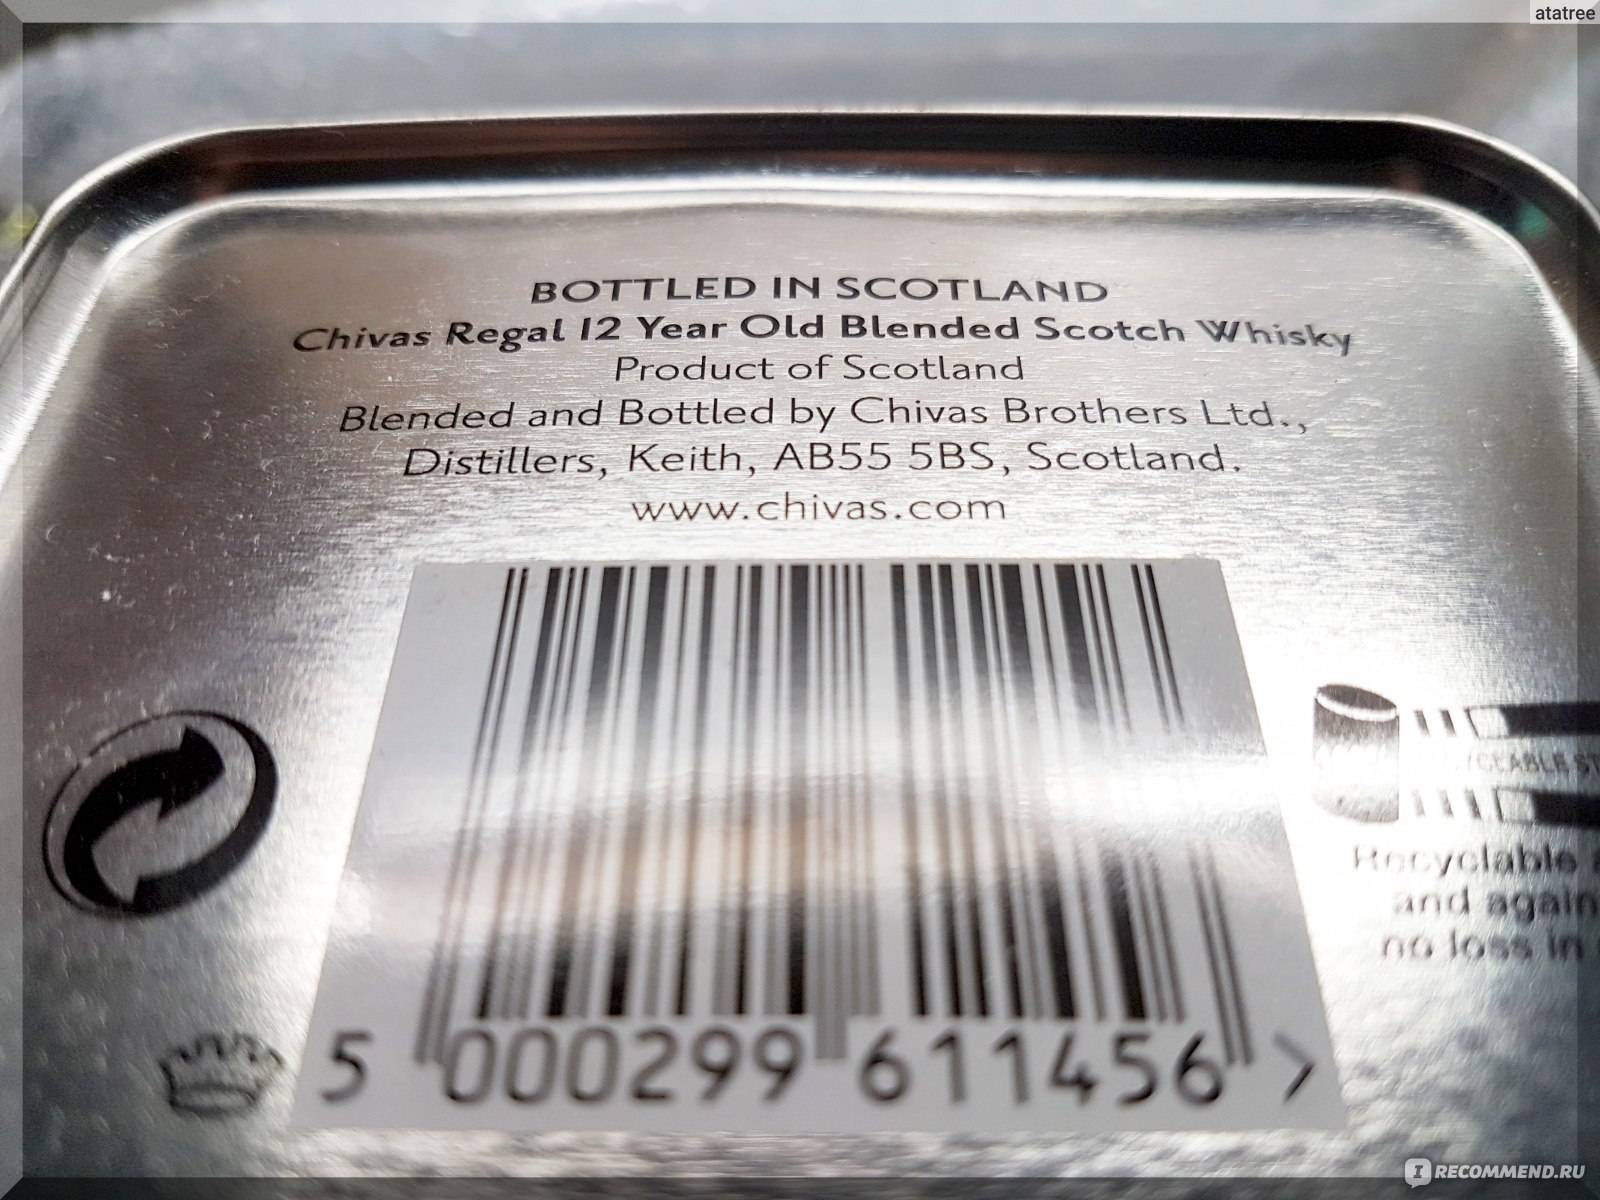 atatree
BOTTLED IN SCOTLAND
Chivas Regal 12 Year Old Blended Scotch Whisky
Product of Scotland
Blended and Bottled by Chivas Brothers Ltd.,
Distillers, Keith, AB55 5BS, Scotland.
www.chivas.com
5 000299 611456 >
Recyclable
and again
no loss in
IRECOMMEND.RU